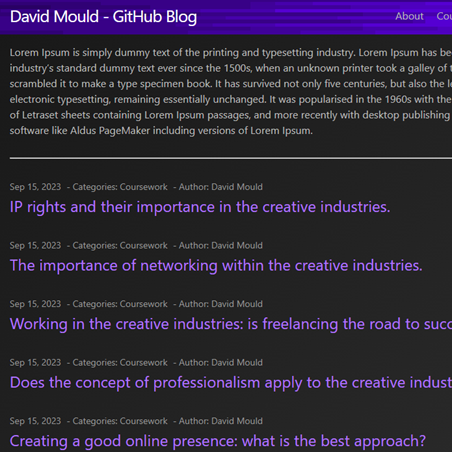 David Mould - GitHub Blog
About
Lorem Ipsum is simply dummy text of the printing and typesetting industry. Lorem Ipsum has be
industry's standard dummy text ever since the 1500s, when an unknown printer took a galley of
scrambled it to make a type specimen book. It has survived not only five centuries, but also the
electronic typesetting, remaining essentially unchanged. It was popularised in the 1960s with the
of Letraset sheets containing Lorem Ipsum passages, and more recently with desktop publishing
software like Aldus PageMaker including versions of Lorem Ipsum.
Sep 15, 2023 - Categories: Coursework - Author: David Mould
IP rights and their importance in the creative industries.
Sep 15, 2023 - Categories: Coursework - Author: David Mould
The importance of networking within the creative industries.
Sep 15, 2023 - Categories: Coursework - Author: David Mould
Working in the creative industries: is freelancing the road to succ
Sep 15, 2023 - Categories: Coursework - Author: David Mould
Does the concept of professionalism apply to the creative indust
Sep 15, 2023 - Categories: Coursework - Author: David Mould
Creating a good online presence: what is the best approach?